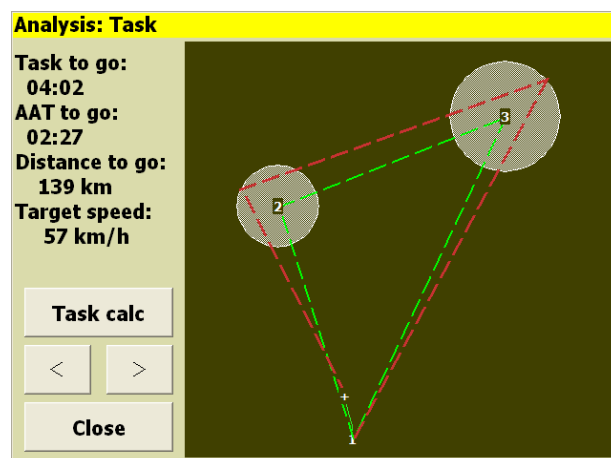 Analysis: Task
Task to go:
04:02
AAT to go:
02:27
Distance to go:
139 km
Target speed:
57 km/h
Task calc
< >
Close
3
2
1